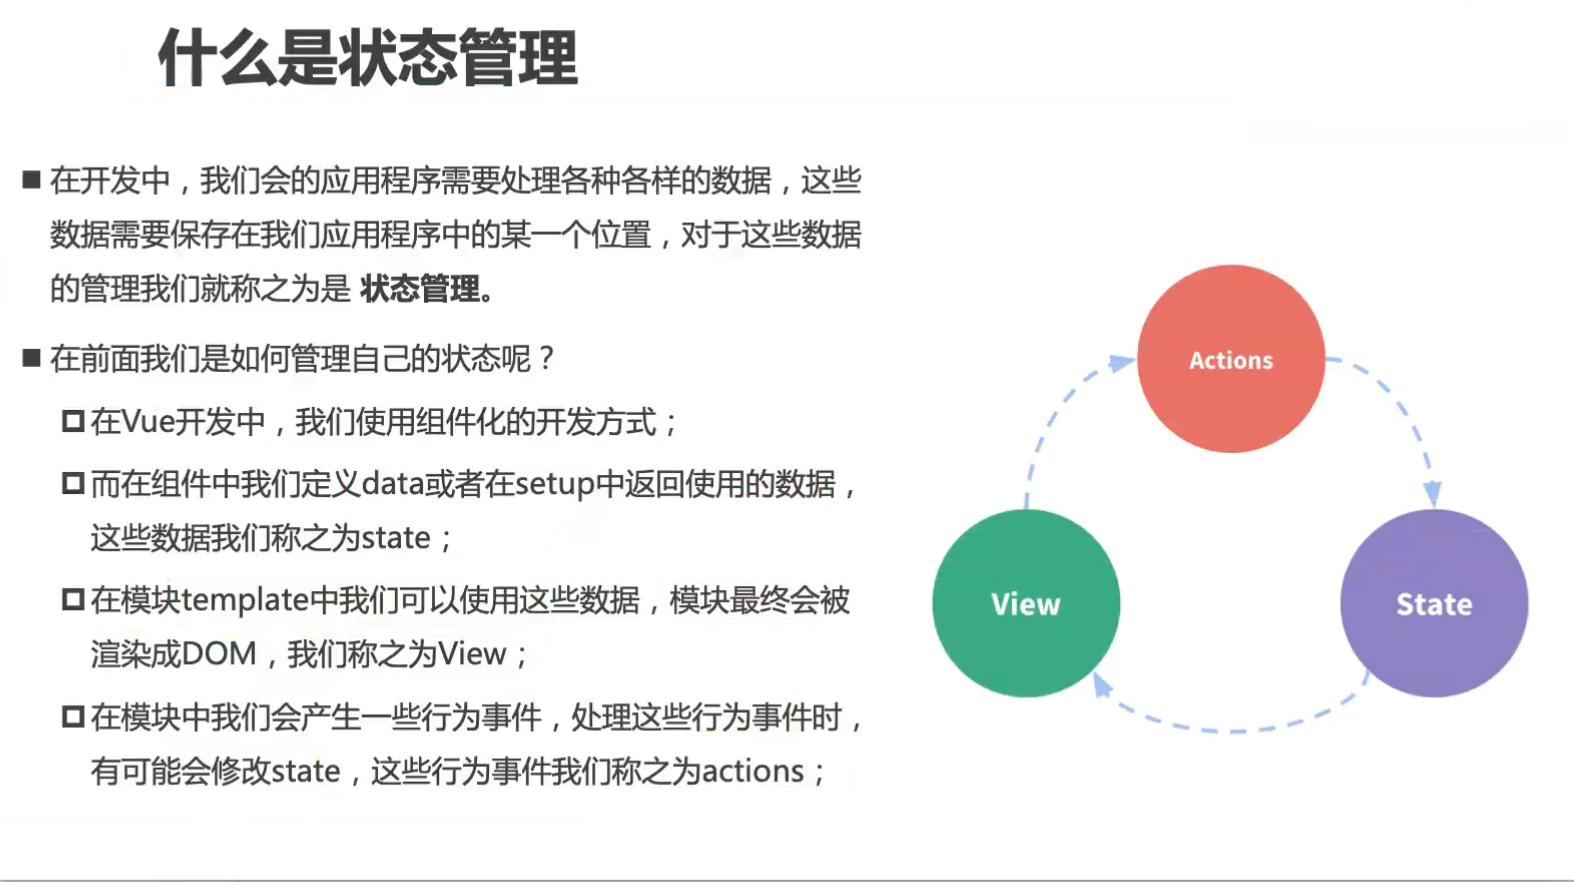 什么是状态管理
■ 在开发中，我们会的应用程序需要处理各种各样的数据，这些
数据需要保存在我们应用程序中的某一个位置，对于这些数据
的管理我们就称之为是 状态管理。
■ 在前面我们是如何管理自己的状态呢？
在Vue开发中，我们使用组件化的开发方式；
而在组件中我们定义data或者在setup中返回使用的数据，
这些数据我们称之为state；
在模块template中我们可以使用这些数据，模块最终会被
渲染成DOM，我们称之为View；
在模块中我们会产生一些行为事件，处理这些行为事件时，
有可能会修改state，这些行为事件我们称之为actions；
Actions
View
State